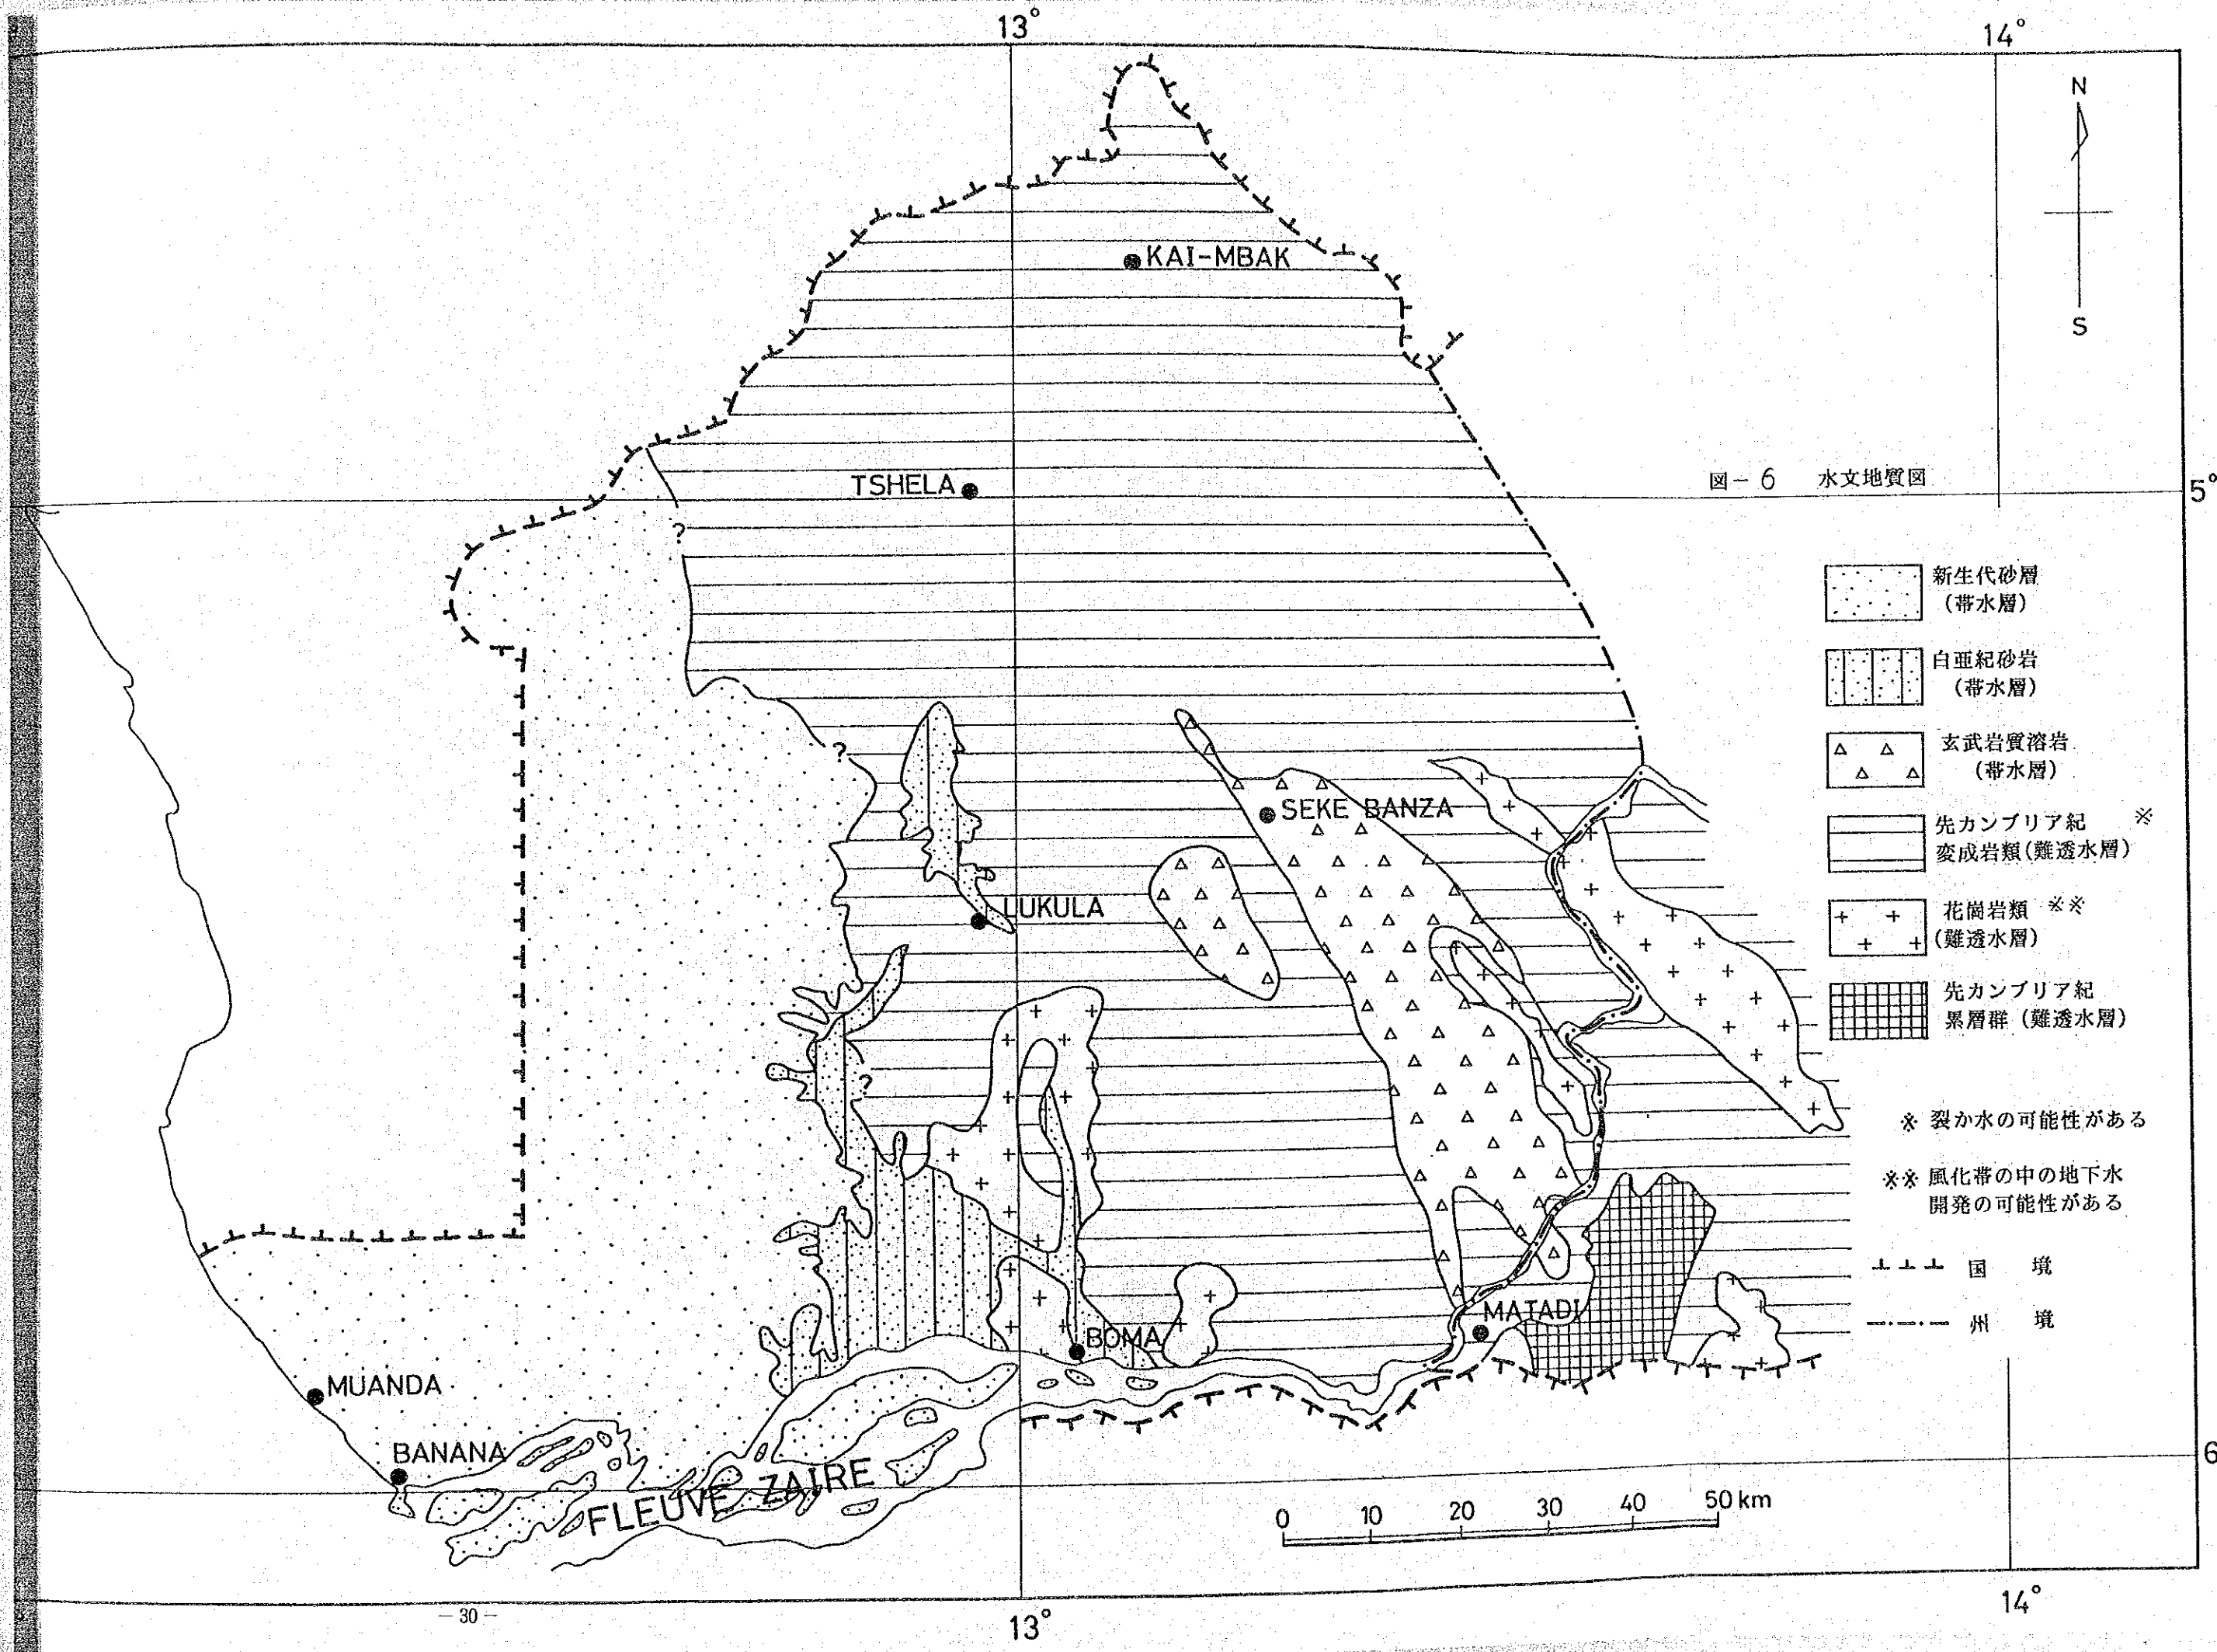 13°
14°
N
S
KAI-MBAK
TSHELA
図-6 水文地質図
5°
?
新生代砂層
(帯水層)
白亜紀砂岩
(帯水層)
玄武岩質溶岩
(帯水層)
?
SEKE BANZA
先カンブリア紀 ※
変成岩類(難透水層)
LUKULA
花崗岩類 ※※
(難透水層)
先カンブリア紀
累層群(難透水層)
?
※ 裂か水の可能性がある
※※ 風化帯の中の地下水
開発の可能性がある
国 境
MATADI
州 境
BOMA
MUANDA
BANANA
6
FLEUVE ZAIRE
0 10 20 30 40 50 km
-30-
13°
14°